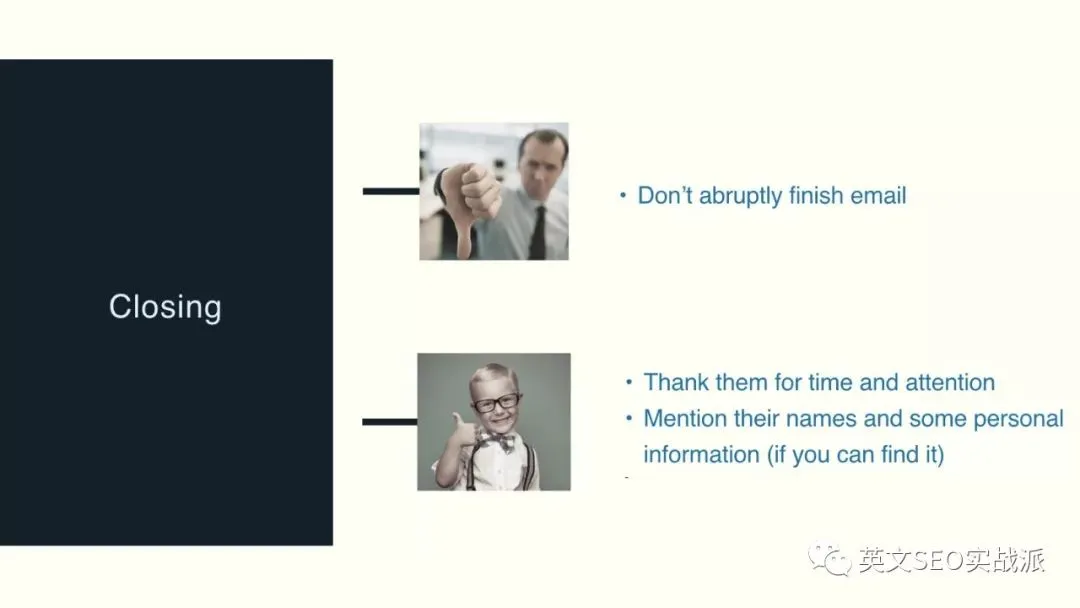 Closing
• Don’t abruptly finish email
• Thank them for time and attention
• Mention their names and some personal
information (if you can find it)
英文SEO实战派